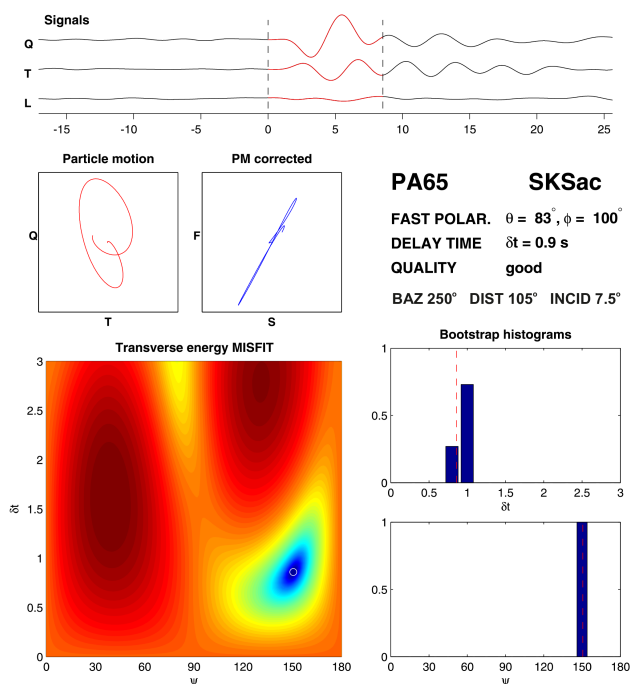 Signals
Q
T
L
-15 -10 -5 0 5 10 15 20 25
Particle motion
Q
T
PM corrected
F
S
PA65 SKSac
FAST POLAR. θ = 83°, ϕ = 100°
DELAY TIME δt = 0.9 s
QUALITY good
BAZ 250° DIST 105° INCID 7.5°
Transverse energy MISFIT
3
2.5
2
1.5
1
0.5
0
δt
0 30 60 90 120 150 180
ψ
Bootstrap histograms
1
0.5
0
0 0.5 1 1.5 2 2.5 3
δt
1
0.5
0
0 30 60 90 120 150 180
ψ